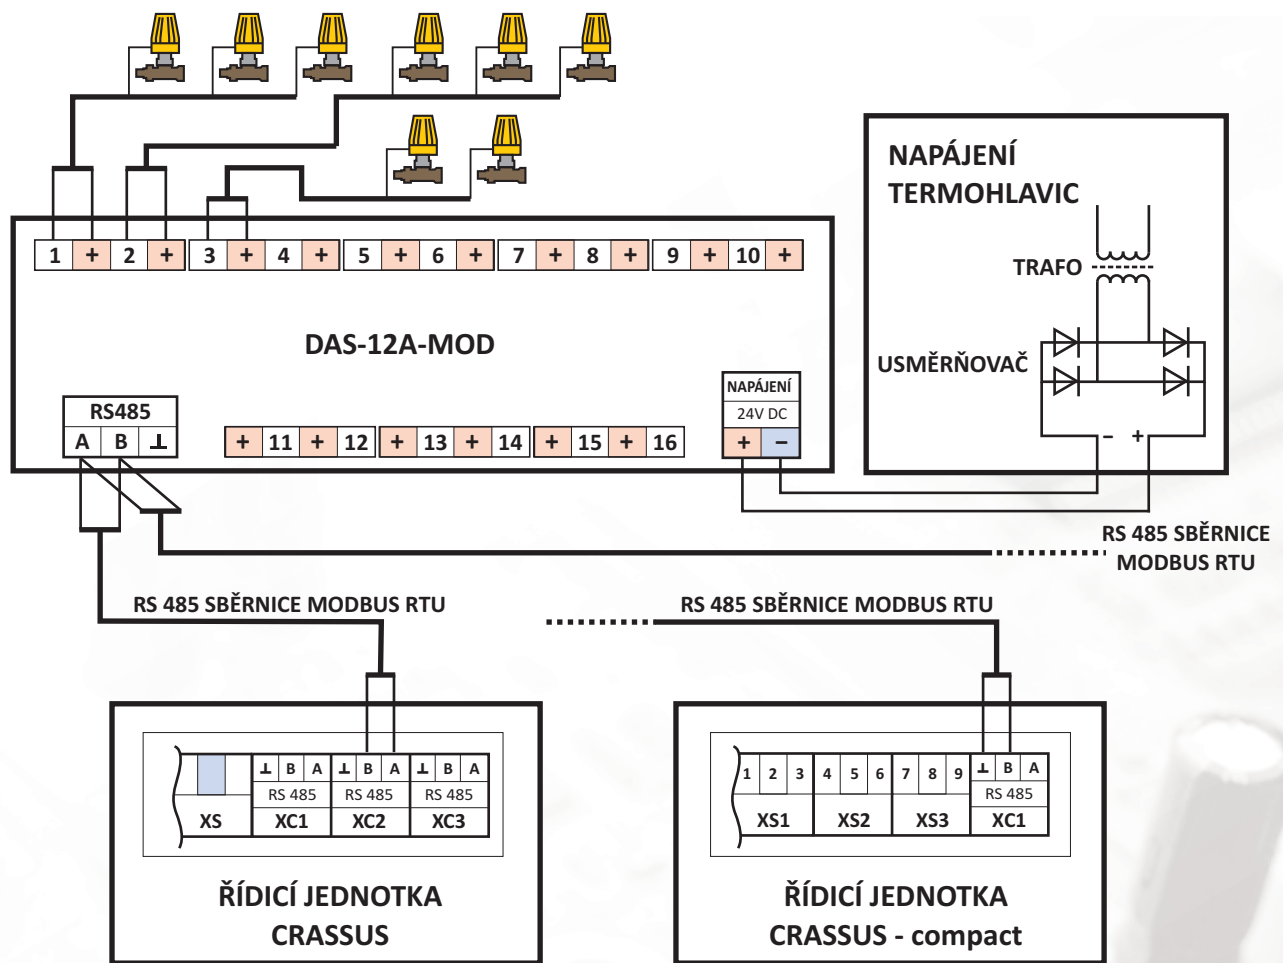 NAPÁJENÍ
TERMOHLAVIC
1 + 2 + 3 + 4 + 5 + 6 + 7 + 8 + 9 + 10 +
TRAFO
DAS-12A-MOD
USMĚRŇOVAČ
NAPÁJENÍ
24V DC
+ −
RS485
A B ⊥
+ 11 + 12 + 13 + 14 + 15 + 16
− +
RS 485 SBĚRNICE
MODBUS RTU
RS 485 SBĚRNICE MODBUS RTU
RS 485 SBĚRNICE MODBUS RTU
⊥ B A ⊥ B A ⊥ B A
RS 485 RS 485 RS 485
XS XC1 XC2 XC3
ŘÍDICÍ JEDNOTKA
CRASSUS
1 2 3 4 5 6 7 8 9 ⊥ B A
RS 485
XS1 XS2 XS3 XC1
ŘÍDICÍ JEDNOTKA
CRASSUS - compact